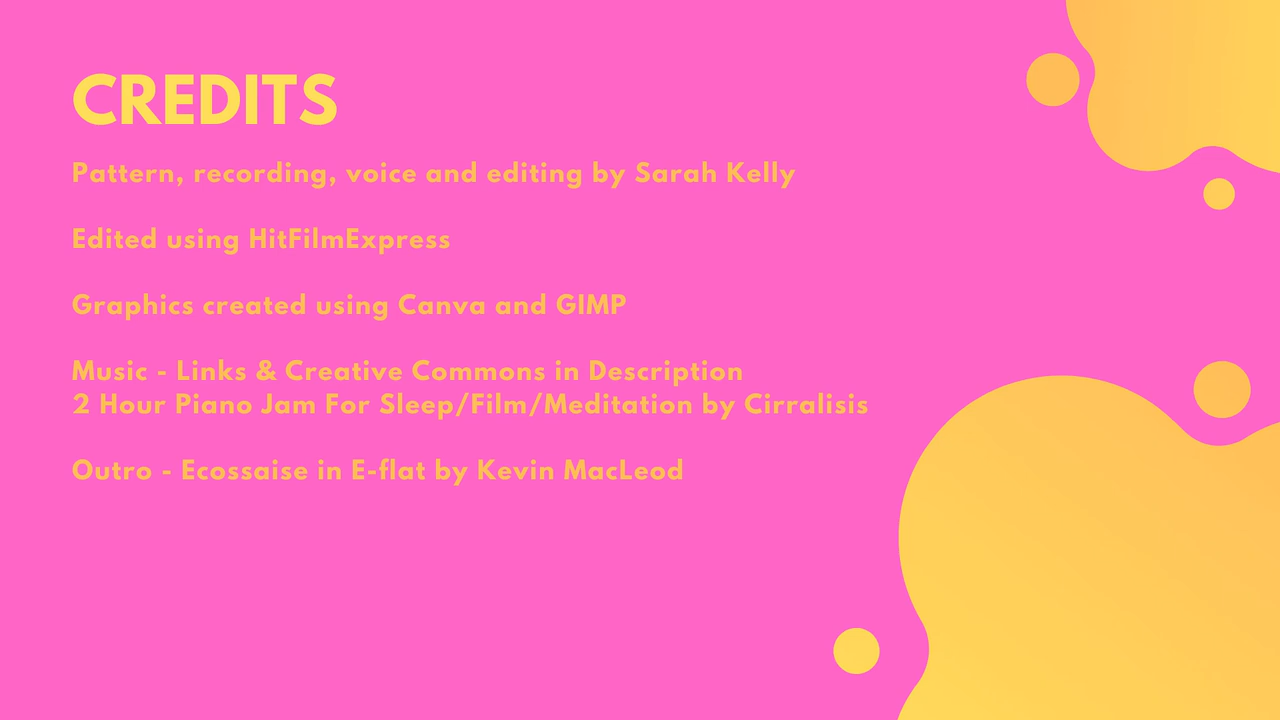 CREDITS
Pattern, recording, voice and editing by Sarah Kelly
Edited using HitFilmExpress
Graphics created using Canva and GIMP
Music - Links & Creative Commons in Description
2 Hour Piano Jam For Sleep/Film/Meditation by Cirralisis
Outro - Ecossaise in E-flat by Kevin MacLeod